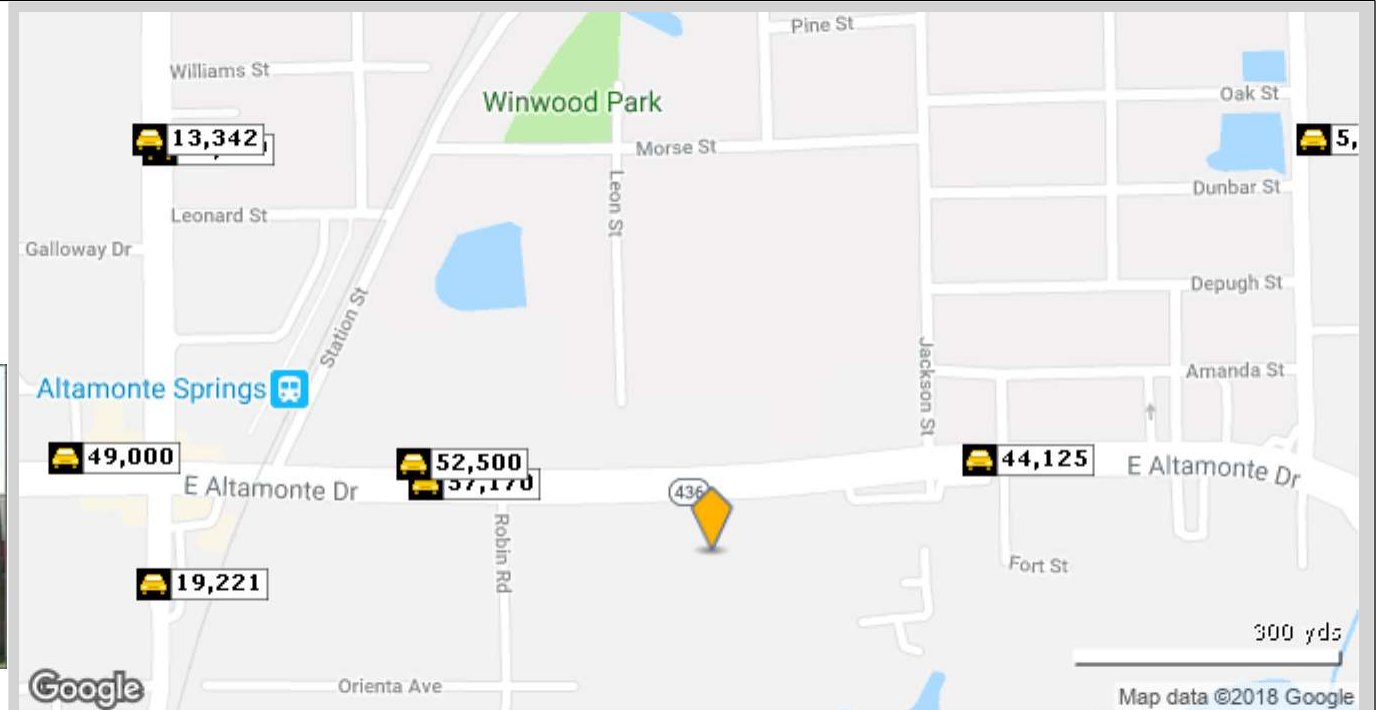 Pine St
Williams St
Oak St
Winwood Park
13,342
5,
Morse St
Dunbar St
Leon St
Leonard St
Galloway Dr
Depugh St
Station St
Jackson St
Amanda St
Altamonte Springs
49,000
52,500
44,125
E Altamonte Dr
57,170
E Altamonte Dr
436
Robin Rd
Fort St
19,221
300 yds
Orienta Ave
Google
Map data ©2018 Google